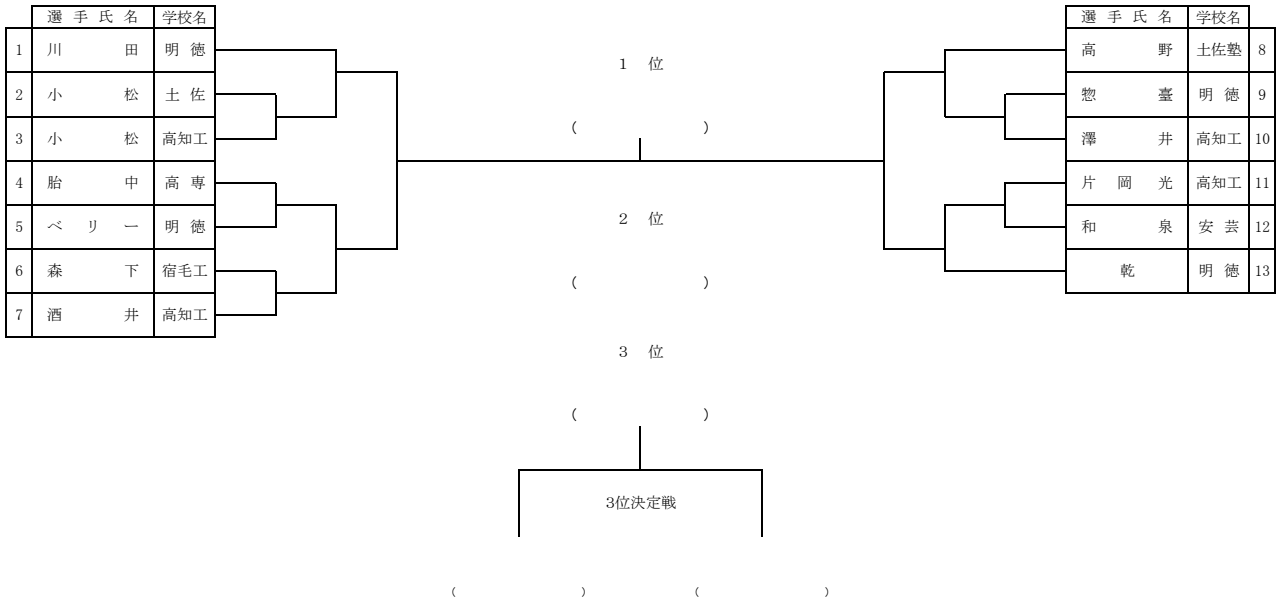 選手氏名 学校名
1 川田 明徳
2 小松 土佐
3 小松 高知工
4 胎中 高専
5 ベリー 明徳
6 森下 宿毛工
7 酒井 高知工
1 位
( )
2 位
( )
3 位
( )
3位決定戦
( ) ( )
選手氏名 学校名
高野 土佐塾 8
惣臺 明徳 9
澤井 高知工 10
片岡光 高知工 11
和泉 安芸 12
乾 明徳 13